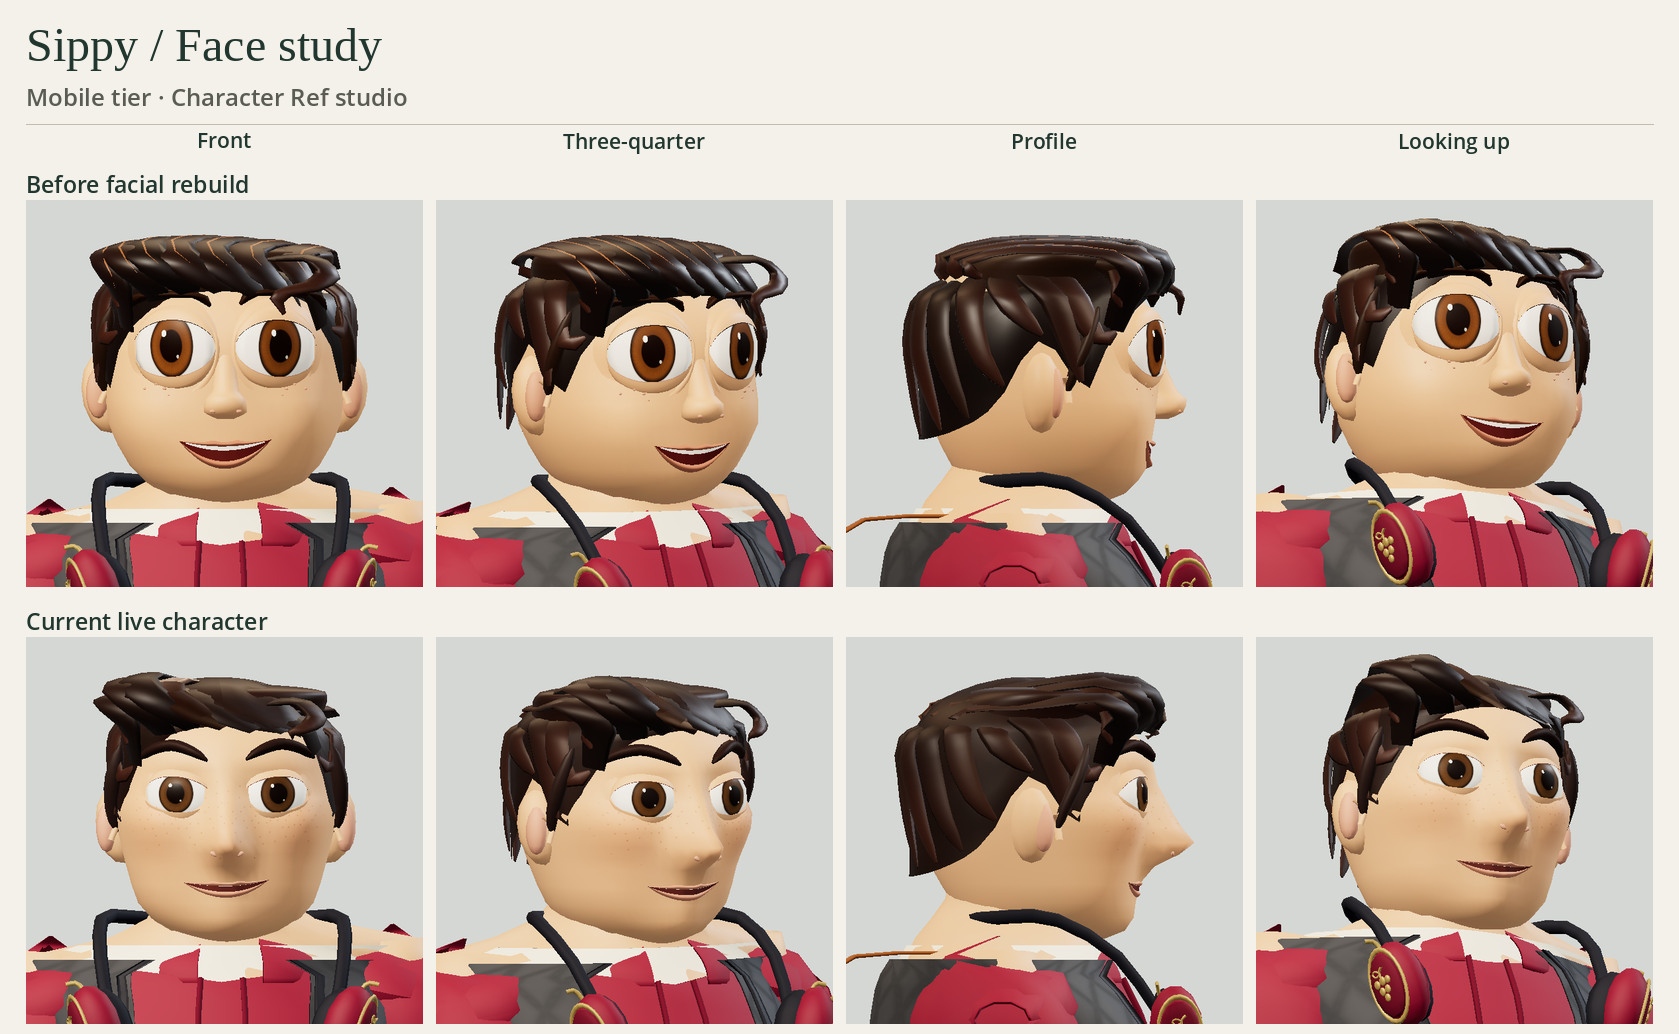 Sippy / Face study
Mobile tier · Character Ref studio
Front Three-quarter Profile Looking up
Before facial rebuild
Current live character